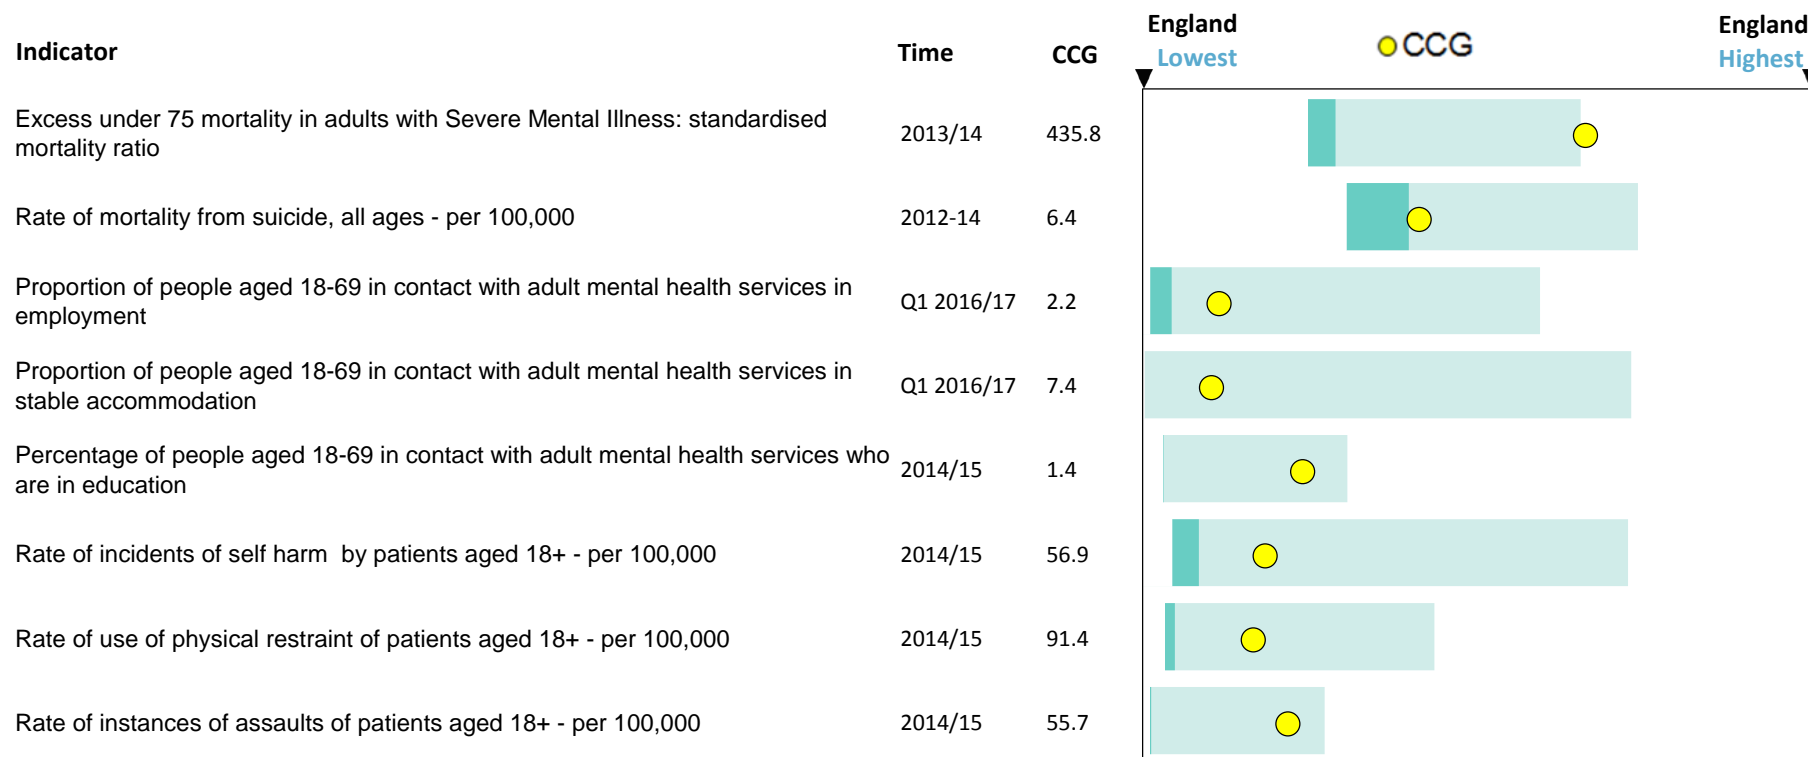 Indicator Time CCG England Lowest CCG England Highest
Excess under 75 mortality in adults with Severe Mental Illness: standardised
mortality ratio
2013/14 435.8
Rate of mortality from suicide, all ages - per 100,000 2012-14 6.4
Proportion of people aged 18-69 in contact with adult mental health services in
employment
Q1 2016/17 2.2
Proportion of people aged 18-69 in contact with adult mental health services in
stable accommodation
Q1 2016/17 7.4
Percentage of people aged 18-69 in contact with adult mental health services who
are in education
2014/15 1.4
Rate of incidents of self harm  by patients aged 18+ - per 100,000 2014/15 56.9
Rate of use of physical restraint of patients aged 18+ - per 100,000 2014/15 91.4
Rate of instances of assaults of patients aged 18+ - per 100,000 2014/15 55.7